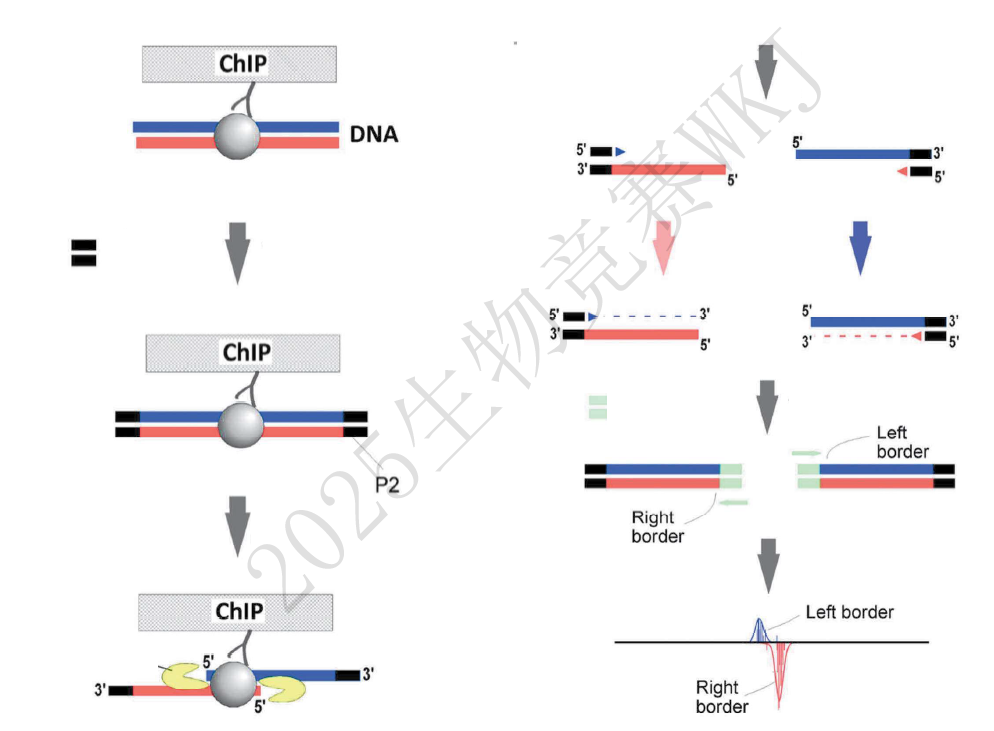 ChIP
DNA
ChIP
P2
ChIP
5'
3'
3'
5'
5'
3'
5'
5'
3'
5'
5'
3'
3'
5'
5'
3'
3'
5'
Left
border
Right
border
Left border
Right
border
2025生物竞赛WKJ